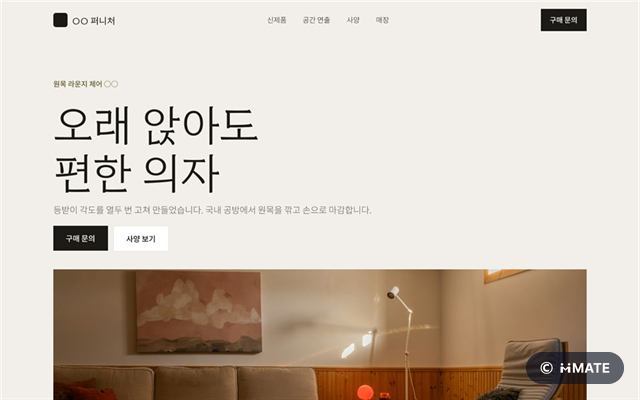 ○○ 퍼니처
신제품 공간 연출 사양 매장
구매 문의
원목 라운지 체어 ○○
오래 앉아도
편한 의자
등받이 각도를 열두 번 고쳐 만들었습니다. 국내 공방에서 원목을 깎고 손으로 마감합니다.
구매 문의 사양 보기
© MMATE